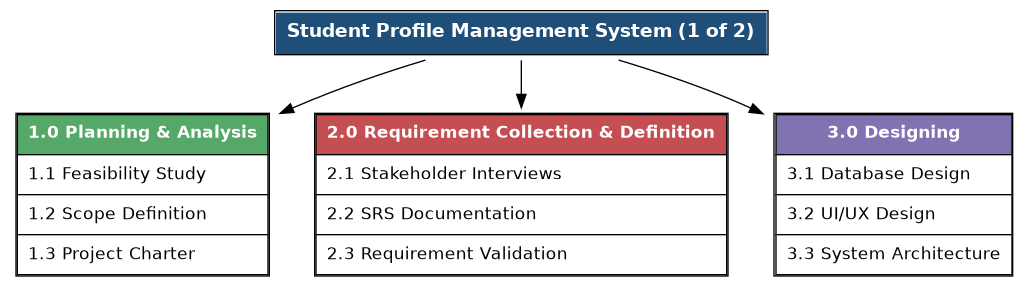 Student Profile Management System (1 of 2)
1.0 Planning & Analysis
1.1 Feasibility Study
1.2 Scope Definition
1.3 Project Charter
2.0 Requirement Collection & Definition
2.1 Stakeholder Interviews
2.2 SRS Documentation
2.3 Requirement Validation
3.0 Designing
3.1 Database Design
3.2 UI/UX Design
3.3 System Architecture